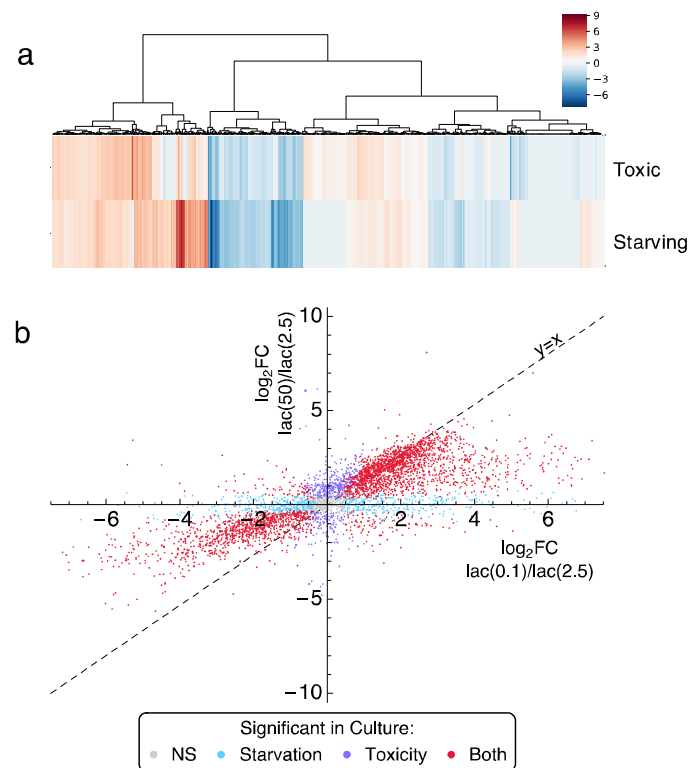 a
9
6
3
0
−3
−6
Toxic
Starving
b
10
5
−5
−10
−6
−4
−2
2
4
6
y=x
log₂FC
lac(50)/lac(2.5)
log₂FC
lac(0.1)/lac(2.5)
Significant in Culture:
NS Starvation Toxicity Both